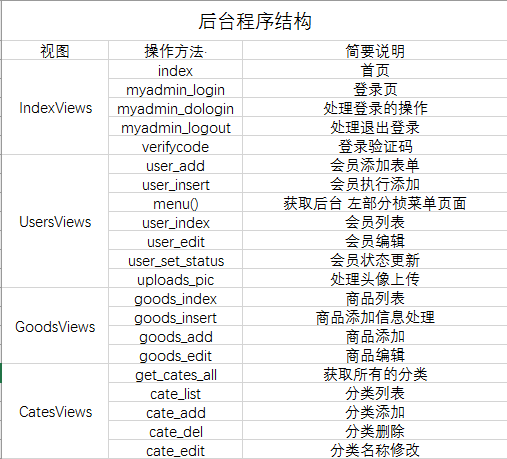 后台程序结构
视图 操作方法 简要说明
IndexViews
index 首页
myadmin_login 登录页
myadmin_dologin 处理登录的操作
myadmin_logout 处理退出登录
verifycode 登录验证码
UsersViews
user_add 会员添加表单
user_insert 会员执行添加
menu() 获取后台 左部分桢菜单页面
user_index 会员列表
user_edit 会员编辑
user_set_status 会员状态更新
uploads_pic 处理头像上传
GoodsViews
goods_index 商品列表
goods_insert 商品添加信息处理
goods_add 商品添加
goods_edit 商品编辑
CatesViews
get_cates_all 获取所有的分类
cate_list 分类列表
cate_add 分类添加
cate_del 分类删除
cate_edit 分类名称修改